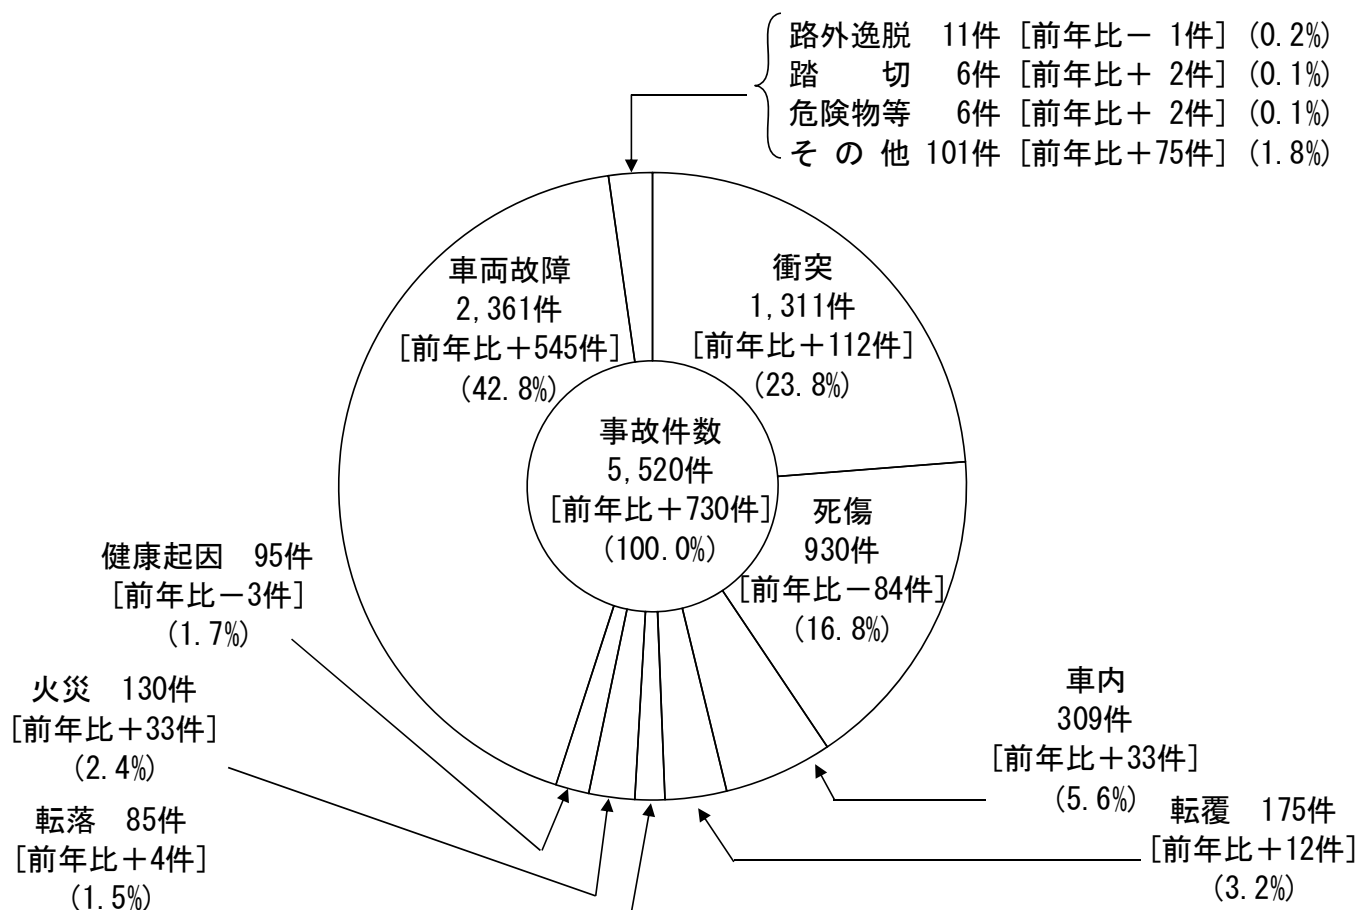 路外逸脱 11件 [前年比－ 1件] (0.2%)
踏 切 6件 [前年比＋ 2件] (0.1%)
危険物等 6件 [前年比＋ 2件] (0.1%)
そ の 他 101件 [前年比＋75件] (1.8%)
車両故障
2,361件
[前年比＋545件]
(42.8%)
衝突
1,311件
[前年比＋112件]
(23.8%)
事故件数
5,520件
[前年比＋730件]
(100.0%)
死傷
930件
[前年比－84件]
(16.8%)
健康起因 95件
[前年比－3件]
(1.7%)
火災 130件
[前年比＋33件]
(2.4%)
転落 85件
[前年比＋4件]
(1.5%)
車内
309件
[前年比＋33件]
(5.6%)
転覆 175件
[前年比＋12件]
(3.2%)